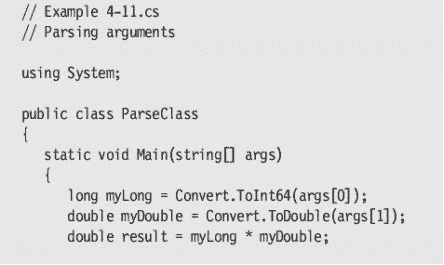 // Example 4-11.cs
// Parsing arguments
using System;
public class ParseClass
{
static void Main(string[] args)
{
long myLong = Convert.ToInt64(args[0]);
double myDouble = Convert.ToDouble(args[1]);
double result = myLong * myDouble;